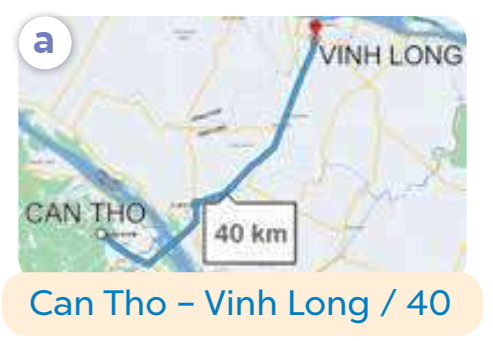 a
VINH LONG
CAN THO
40 km
Can Tho – Vinh Long / 40